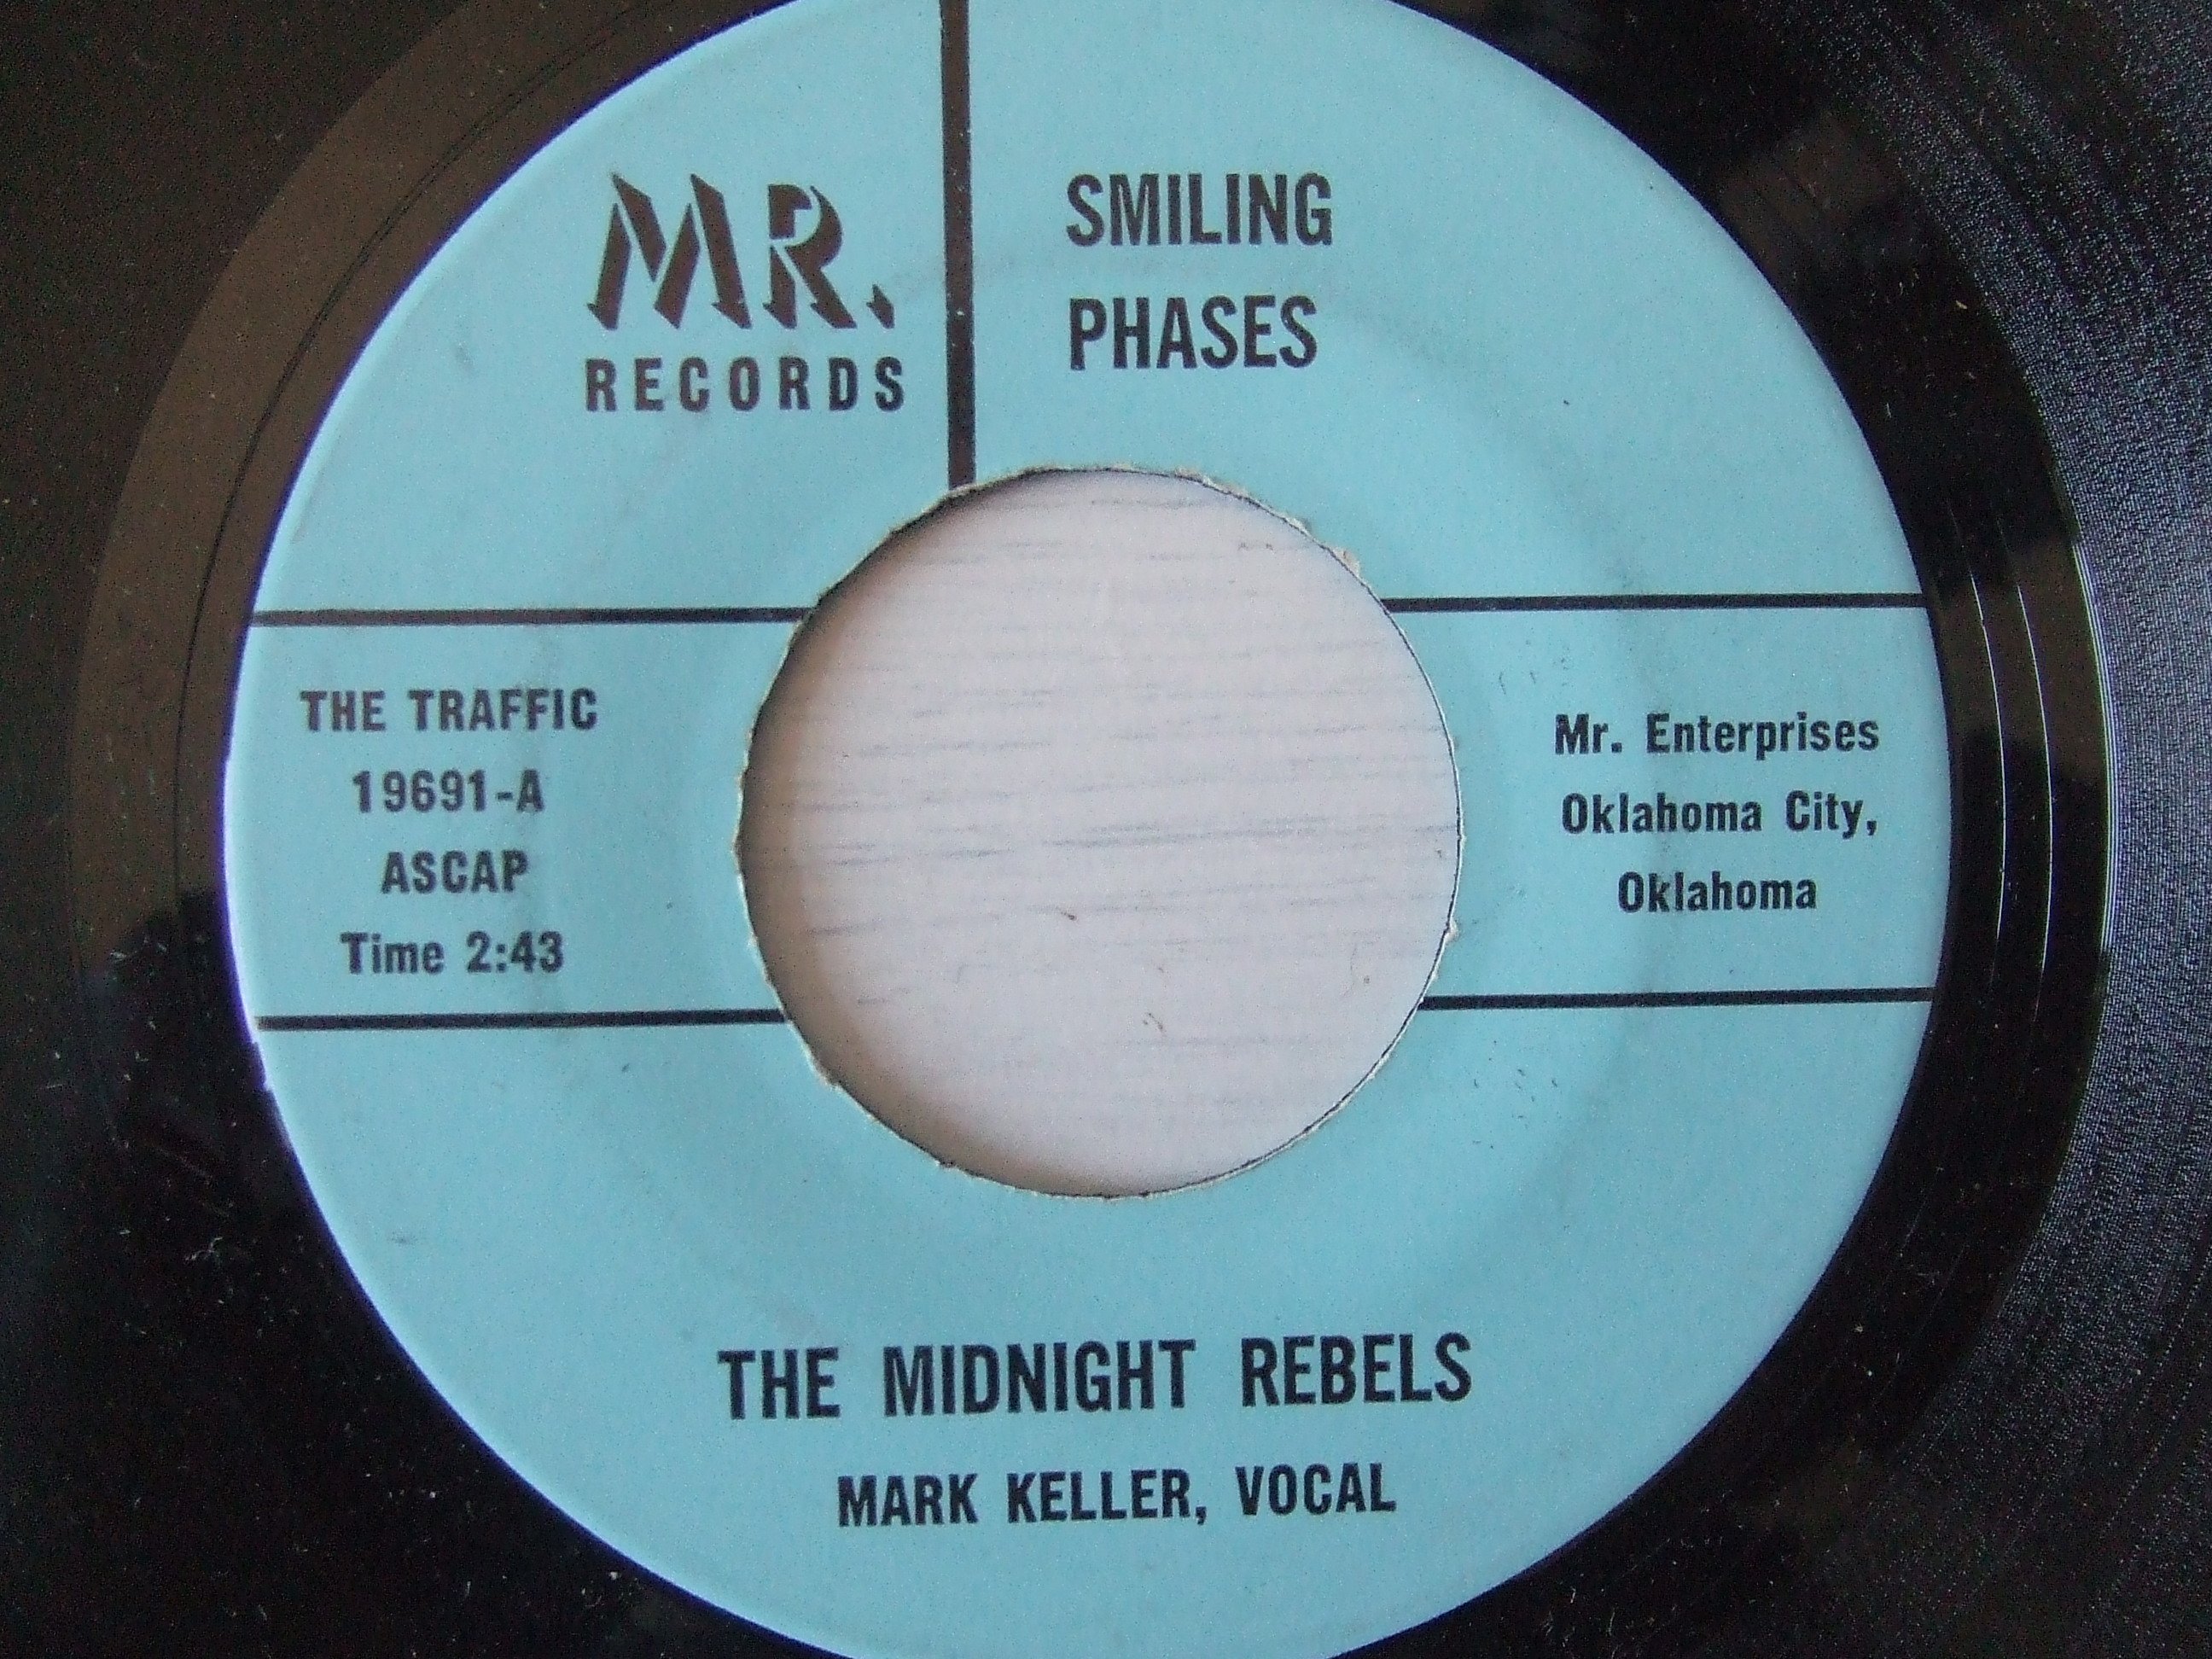 MR.
RECORDS
SMILING
PHASES
THE TRAFFIC
19691-A
ASCAP
Time 2:43
Mr. Enterprises
Oklahoma City,
Oklahoma
THE MIDNIGHT REBELS
MARK KELLER, VOCAL